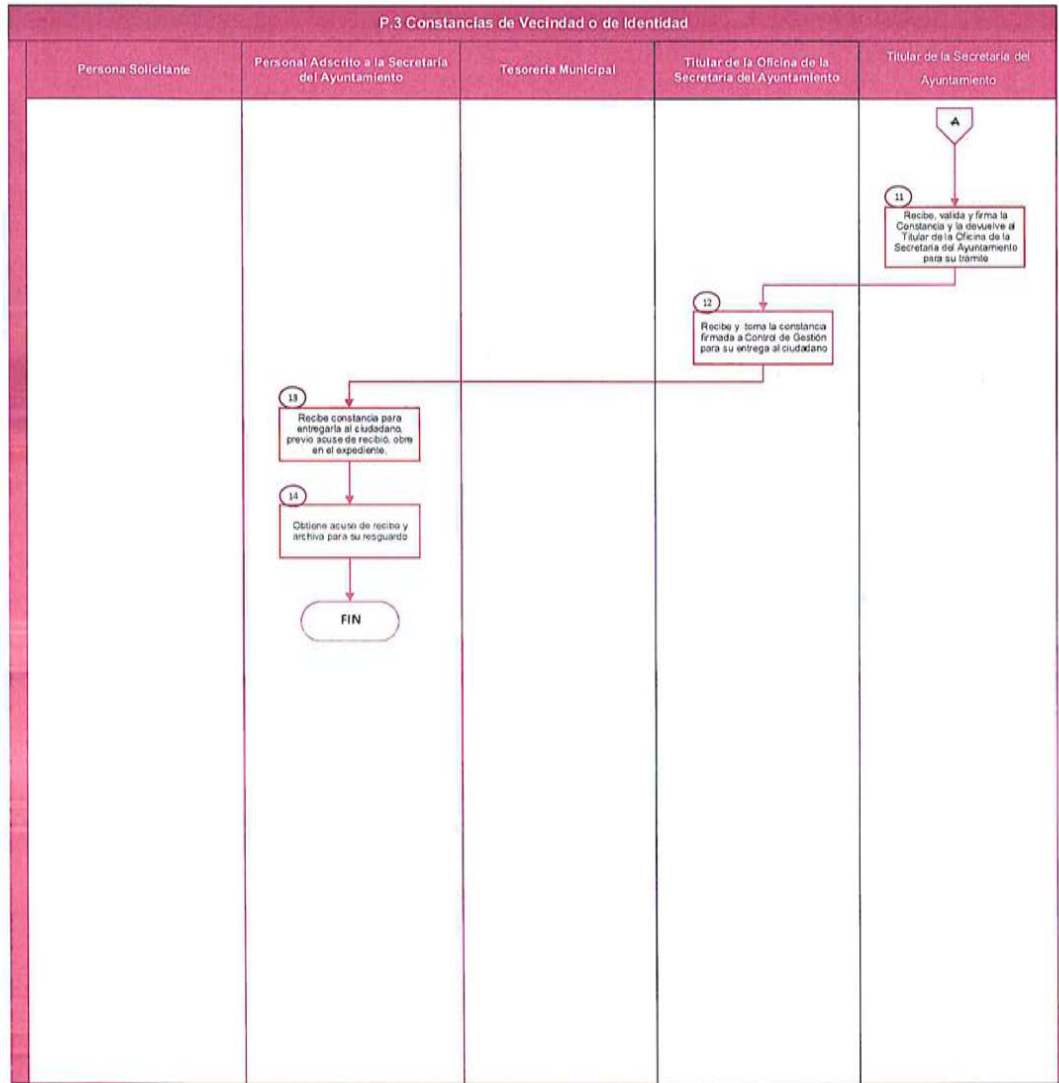 P.3 Constancias de Vecindad o de Identidad
Persona Solicitante
Personal Adscrito a la Secretaría
del Ayuntamiento
Tesorería Municipal
Titular de la Oficina de la
Secretaría del Ayuntamiento
Titular de la Secretaría del
Ayuntamiento
A
11
Recibe, valida y firma la
Constancia y la devuelve al
Titular de la Oficina de la
Secretaría del Ayuntamiento
para su trámite
12
Recibe y torna la constancia
firmada a Control de Gestión
para su entrega al ciudadano
13
Recibe constancia para
entregarla al ciudadano,
previo acuse de recibió, obre
en el expediente.
14
Obtiene acuse de recibo y
archiva para su resguardo
FIN